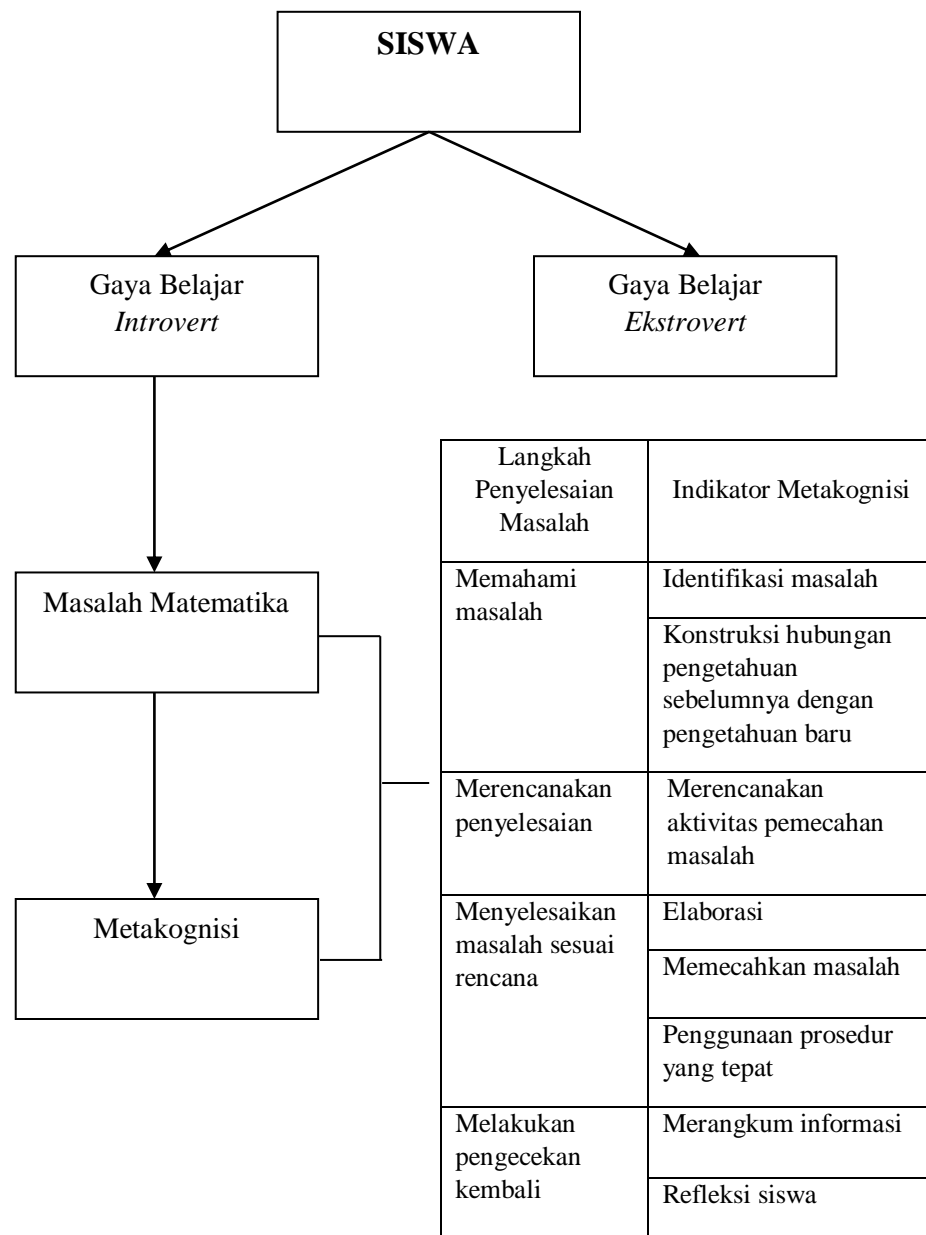 SISWA
Gaya Belajar
Introvert
Gaya Belajar
Ekstrovert
Masalah Matematika
Metakognisi
Langkah
Penyelesaian
Masalah
Indikator Metakognisi
Memahami
masalah
Identifikasi masalah
Konstruksi hubungan
pengetahuan
sebelumnya dengan
pengetahuan baru
Merencanakan
penyelesaian
Merencanakan
aktivitas pemecahan
masalah
Menyelesaikan
masalah sesuai
rencana
Elaborasi
Memecahkan masalah
Penggunaan prosedur
yang tepat
Melakukan
pengecekan
kembali
Merangkum informasi
Refleksi siswa